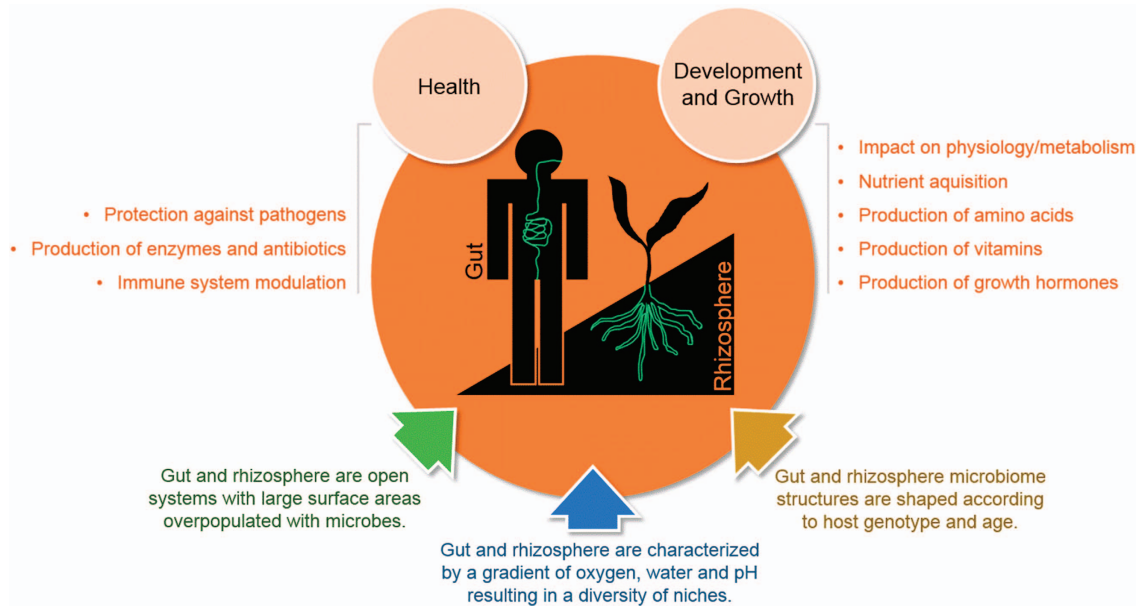 Health
Development
and Growth
• Protection against pathogens
• Production of enzymes and antibiotics
• Immune system modulation
• Impact on physiology/metabolism
• Nutrient aquisition
• Production of amino acids
• Production of vitamins
• Production of growth hormones
Gut
Rhizosphere
Gut and rhizosphere are open
systems with large surface areas
overpopulated with microbes.
Gut and rhizosphere are characterized
by a gradient of oxygen, water and pH
resulting in a diversity of niches.
Gut and rhizosphere microbiome
structures are shaped according
to host genotype and age.